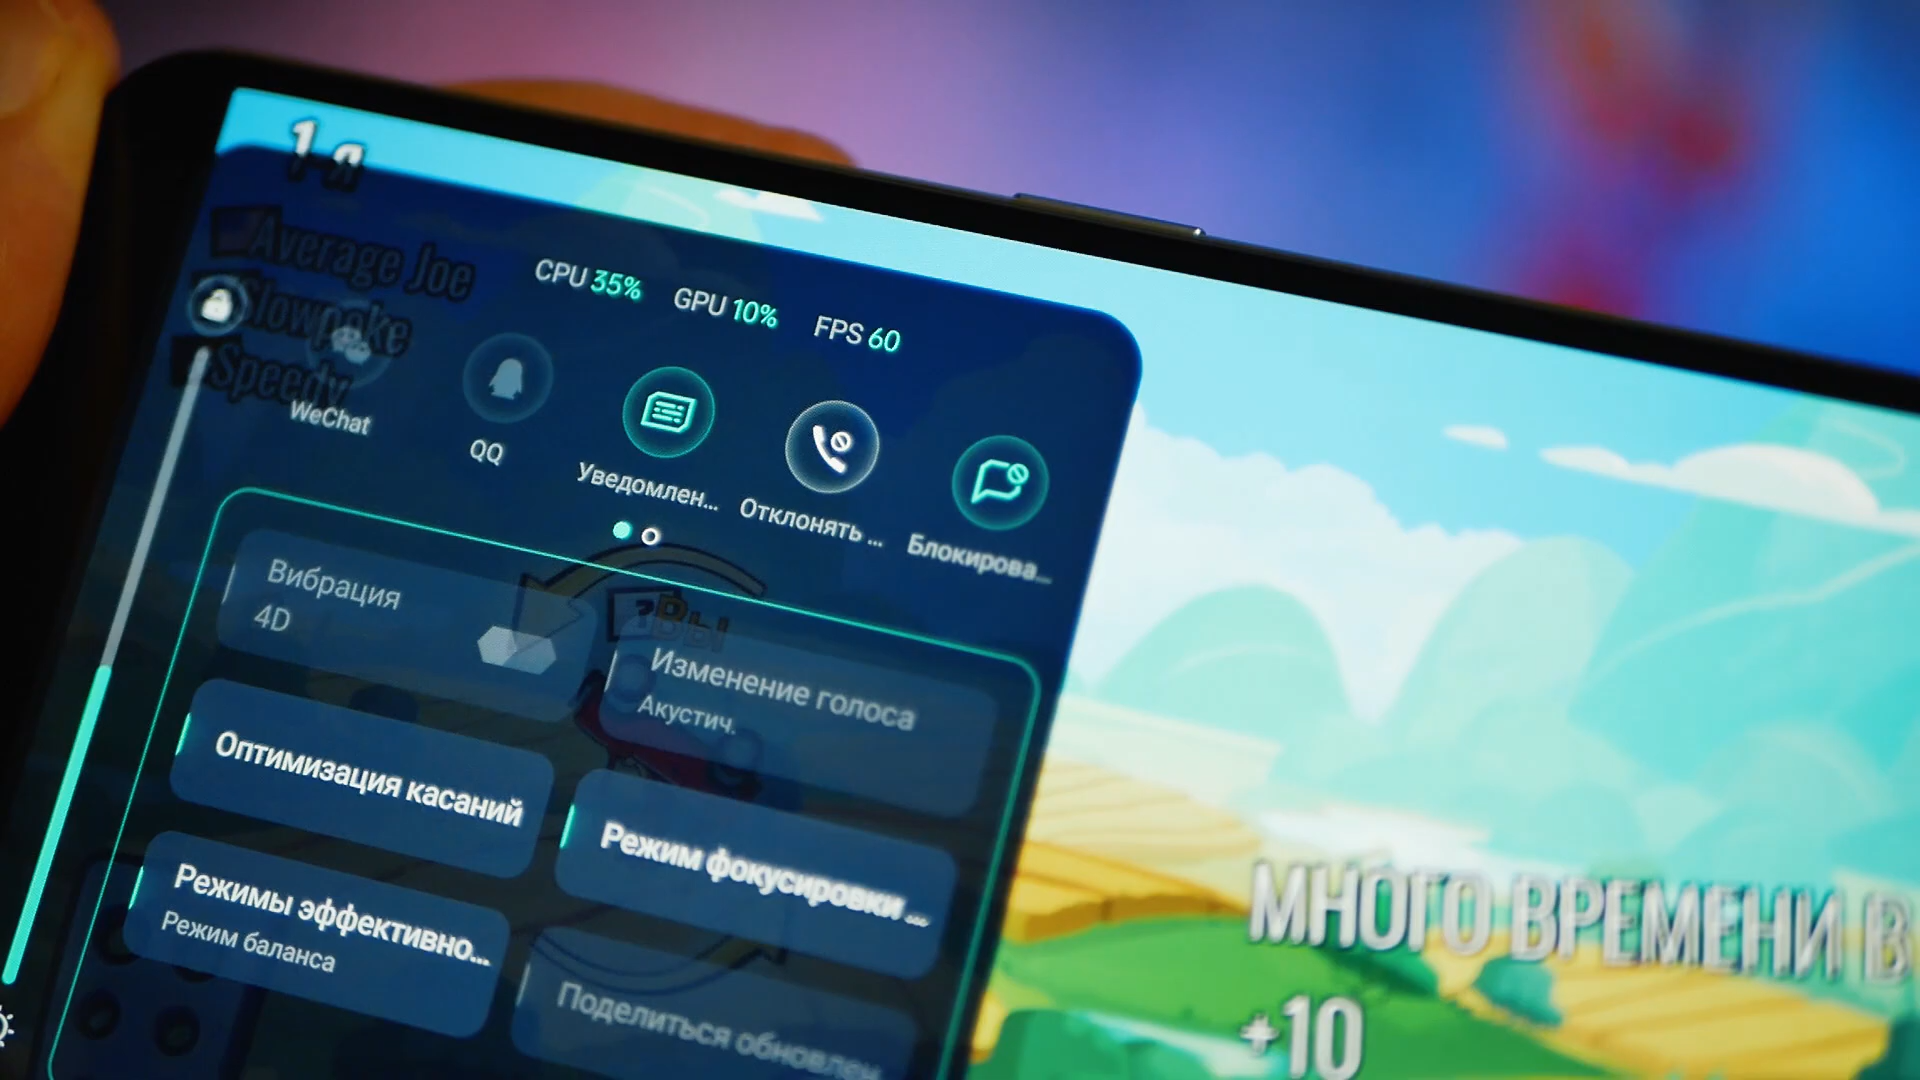 1-я
Average Joe
Slowpoke
Speedy
CPU 35% GPU 10% FPS 60
WeChat
QQ
Уведомлен...
Отклонять ...
Блокирова...
Вибрация
4D
?
Вы
Изменение голоса
Акустич.
Оптимизация касаний
Режим фокусировки ...
Режимы эффективно...
Режим баланса
Поделиться обновлен
МНОГО ВРЕМЕНИ В
+10